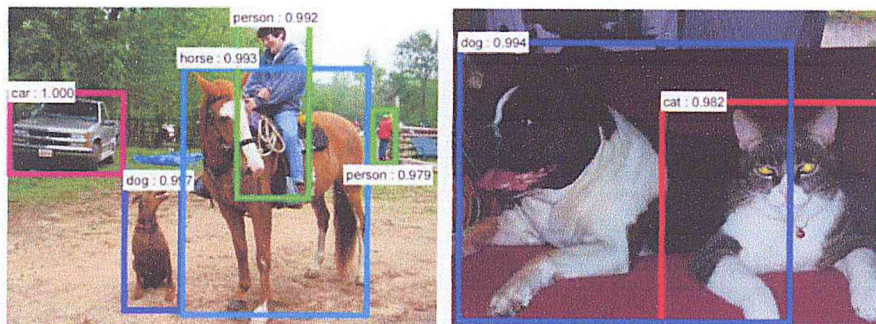 person : 0.992
horse : 0.993
car : 1.000
person : 0.979
dog : 0.997
dog : 0.994
cat : 0.982